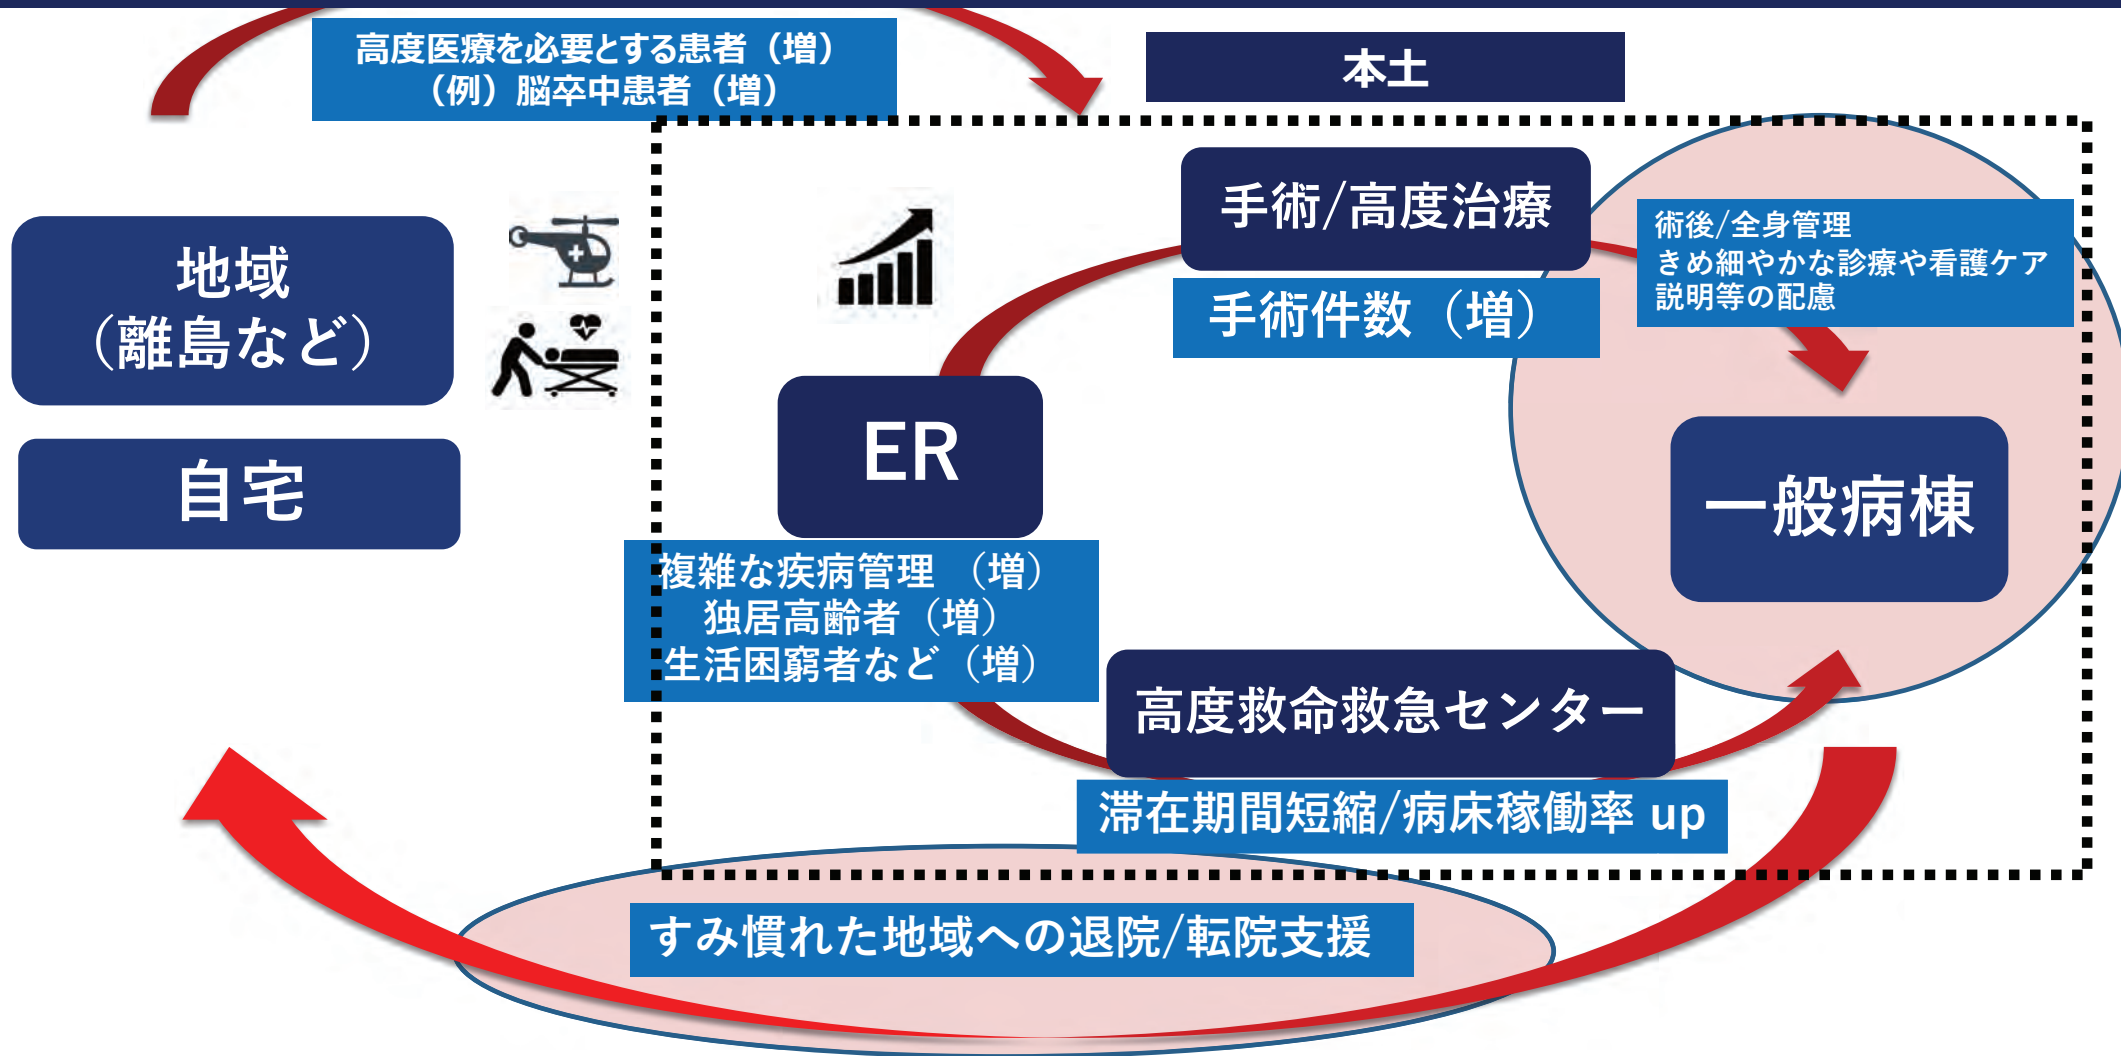 高度医療を必要とする患者（増）
（例）脳卒中患者（増）
本土
手術/高度治療
手術件数（増）
術後/全身管理
きめ細やかな診療や看護ケア
説明等の配慮
地域
（離島など）
自宅
ER
複雑な疾病管理 （増）
独居高齢者（増）
生活困窮者など（増）
一般病棟
高度救命救急センター
滞在期間短縮/病床稼働率 up
すみ慣れた地域への退院/転院支援